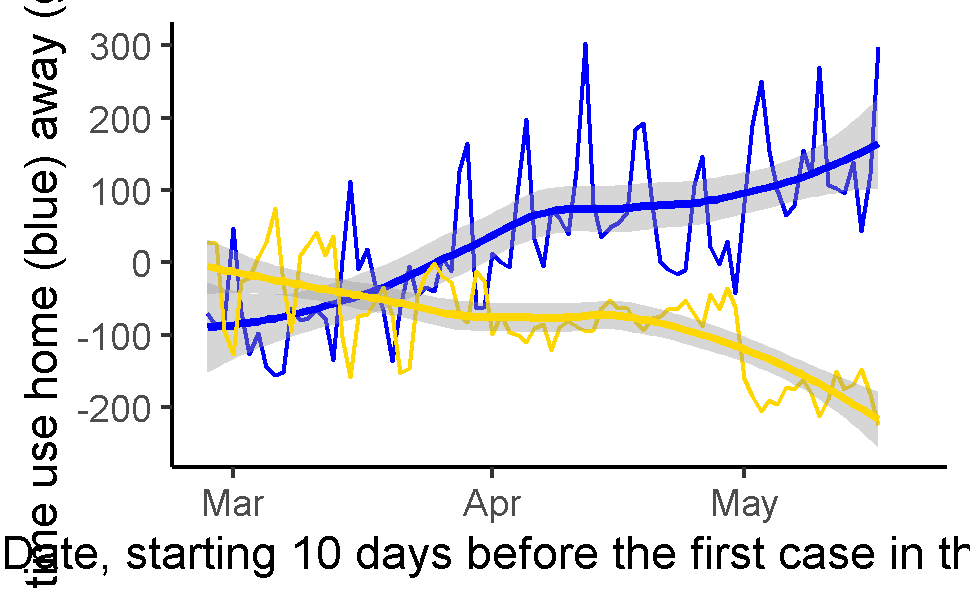 time use home (blue) away (
300
200
100
0
-100
-200
Mar Apr May
Date, starting 10 days before the first case in th